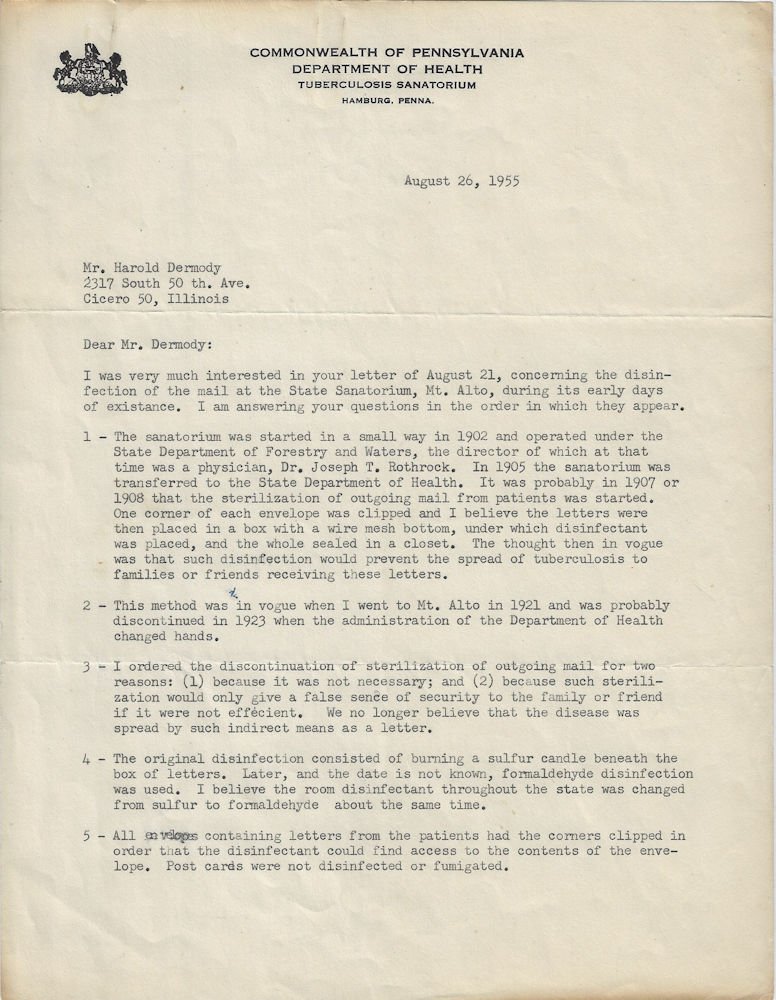 COMMONWEALTH OF PENNSYLVANIA
DEPARTMENT OF HEALTH
TUBERCULOSIS SANATORIUM
HAMBURG, PENNA.
August 26, 1955
Mr. Harold Dermody
2317 South 50 th. Ave.
Cicero 50, Illinois
Dear Mr. Dermody:
I was very much interested in your letter of August 21, concerning the disin-
fection of the mail at the State Sanatorium, Mt. Alto, during its early days
of existance. I am answering your questions in the order in which they appear.
1 - The sanatorium was started in a small way in 1902 and operated under the
State Department of Forestry and Waters, the director of which at that
time was a physician, Dr. Joseph T. Rothrock. In 1905 the sanatorium was
transferred to the State Department of Health. It was probably in 1907 or
1908 that the sterilization of outgoing mail from patients was started.
One corner of each envelope was clipped and I believe the letters were
then placed in a box with a wire mesh bottom, under which disinfectant
was placed, and the whole sealed in a closet. The thought then in vogue
was that such disinfection would prevent the spread of tuberculosis to
families or friends receiving these letters.
2 - This method was in vogue when I went to Mt. Alto in 1921 and was probably
discontinued in 1923 when the administration of the Department of Health
changed hands.
3 - I ordered the discontinuation of sterilization of outgoing mail for two
reasons: (1) because it was not necessary; and (2) because such sterili-
zation would only give a false sence of security to the family or friend
if it were not effecient. We no longer believe that the disease was
spread by such indirect means as a letter.
4 - The original disinfection consisted of burning a sulfur candle beneath the
box of letters. Later, and the date is not known, formaldehyde disinfection
was used. I believe the room disinfectant throughout the state was changed
from sulfur to formaldehyde about the same time.
5 - All envelopes containing letters from the patients had the corners clipped in
order that the disinfectant could find access to the contents of the enve-
lope. Post cards were not disinfected or fumigated.